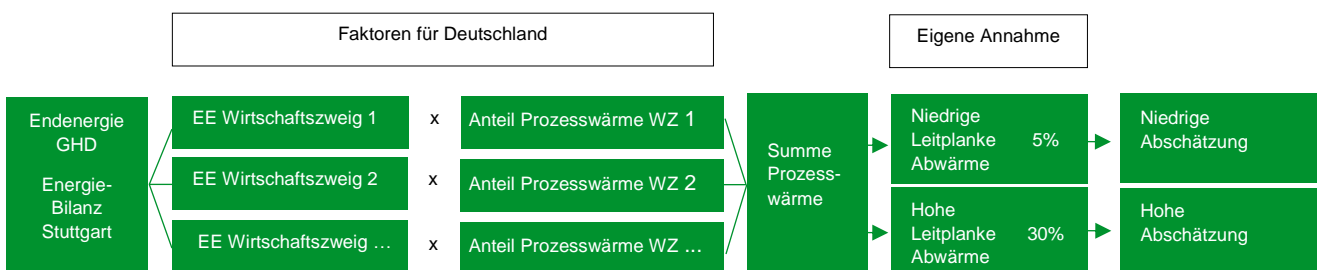 Faktoren für Deutschland
Eigene Annahme
Endenergie
GHD
Energie-
Bilanz
Stuttgart
EE Wirtschaftszweig 1
x
Anteil Prozesswärme WZ 1
EE Wirtschaftszweig 2
x
Anteil Prozesswärme WZ 2
EE Wirtschaftszweig …
x
Anteil Prozesswärme WZ …
Summe
Prozess-
wärme
Niedrige
Leitplanke 5%
Abwärme
Niedrige
Abschätzung
Hohe
Leitplanke 30%
Abwärme
Hohe
Abschätzung